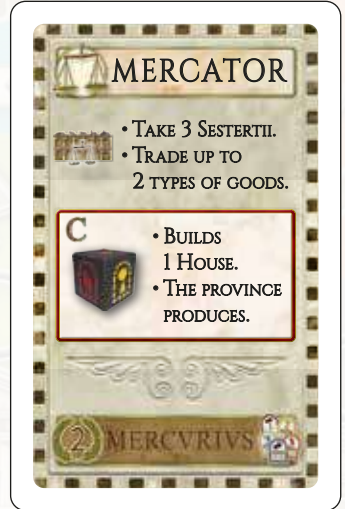 MERCATOR
• TAKE 3 SESTERTII.
• TRADE UP TO
2 TYPES OF GOODS.
C
• BUILDS
1 HOUSE.
• THE PROVINCE
PRODUCES.
2 MERCVRIVS